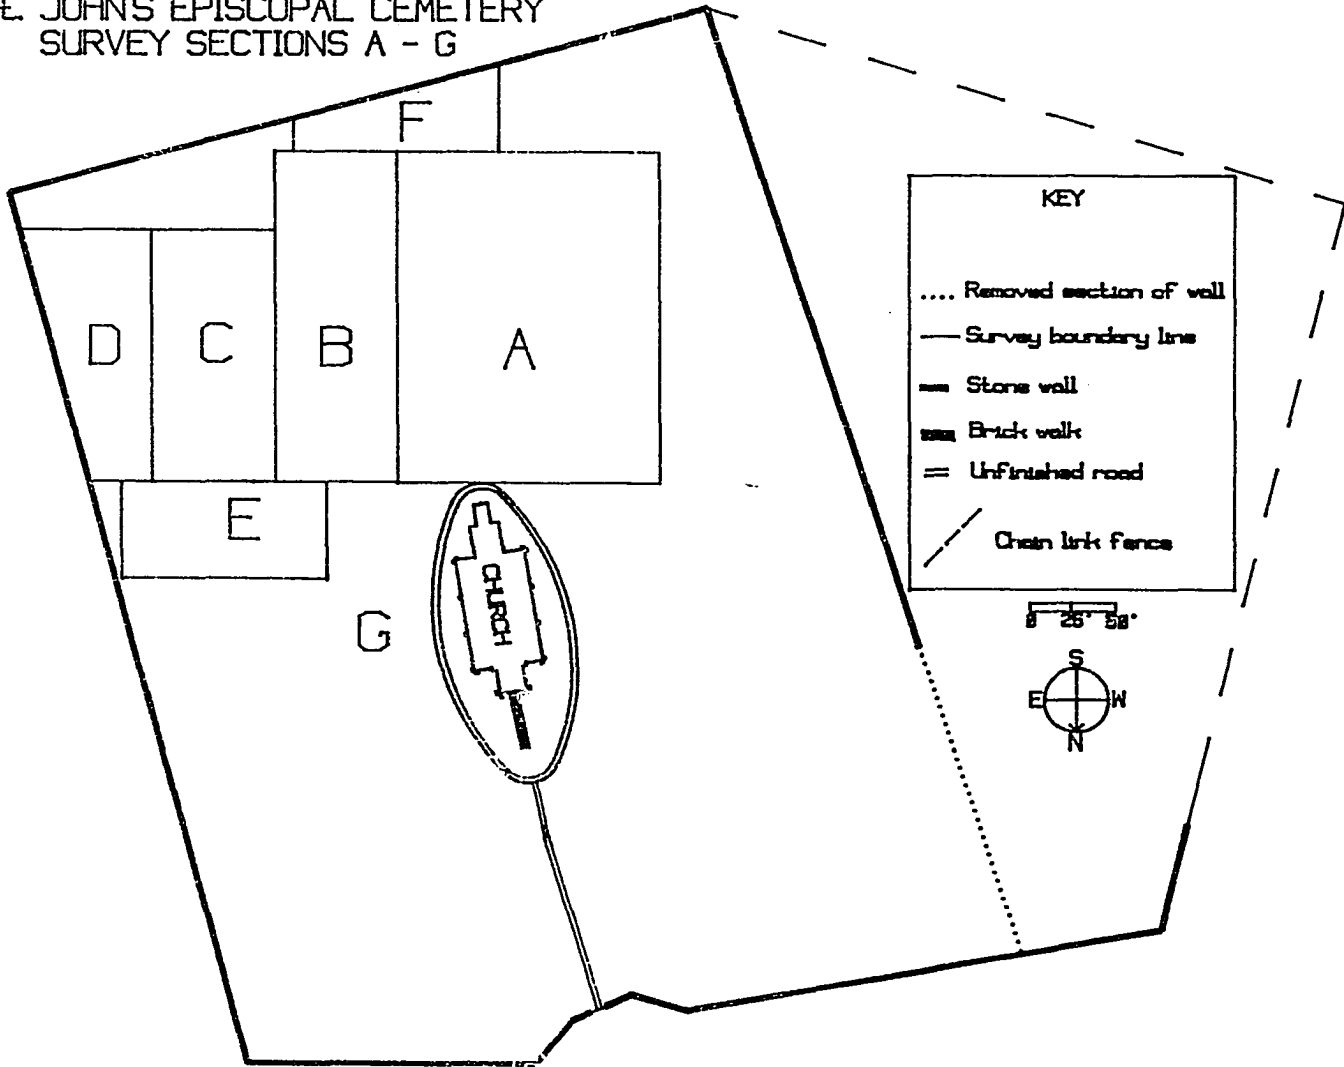 JOHN'S EPISCOPAL CEMETERY
SURVEY SECTIONS A - G
F
D
C
B
A
E
G
CHURCH
KEY
Removed section of wall
Survey boundary line
Stone wall
Brick walk
Unfinished road
Chain link fence
0 25' 50'
S
E W
N